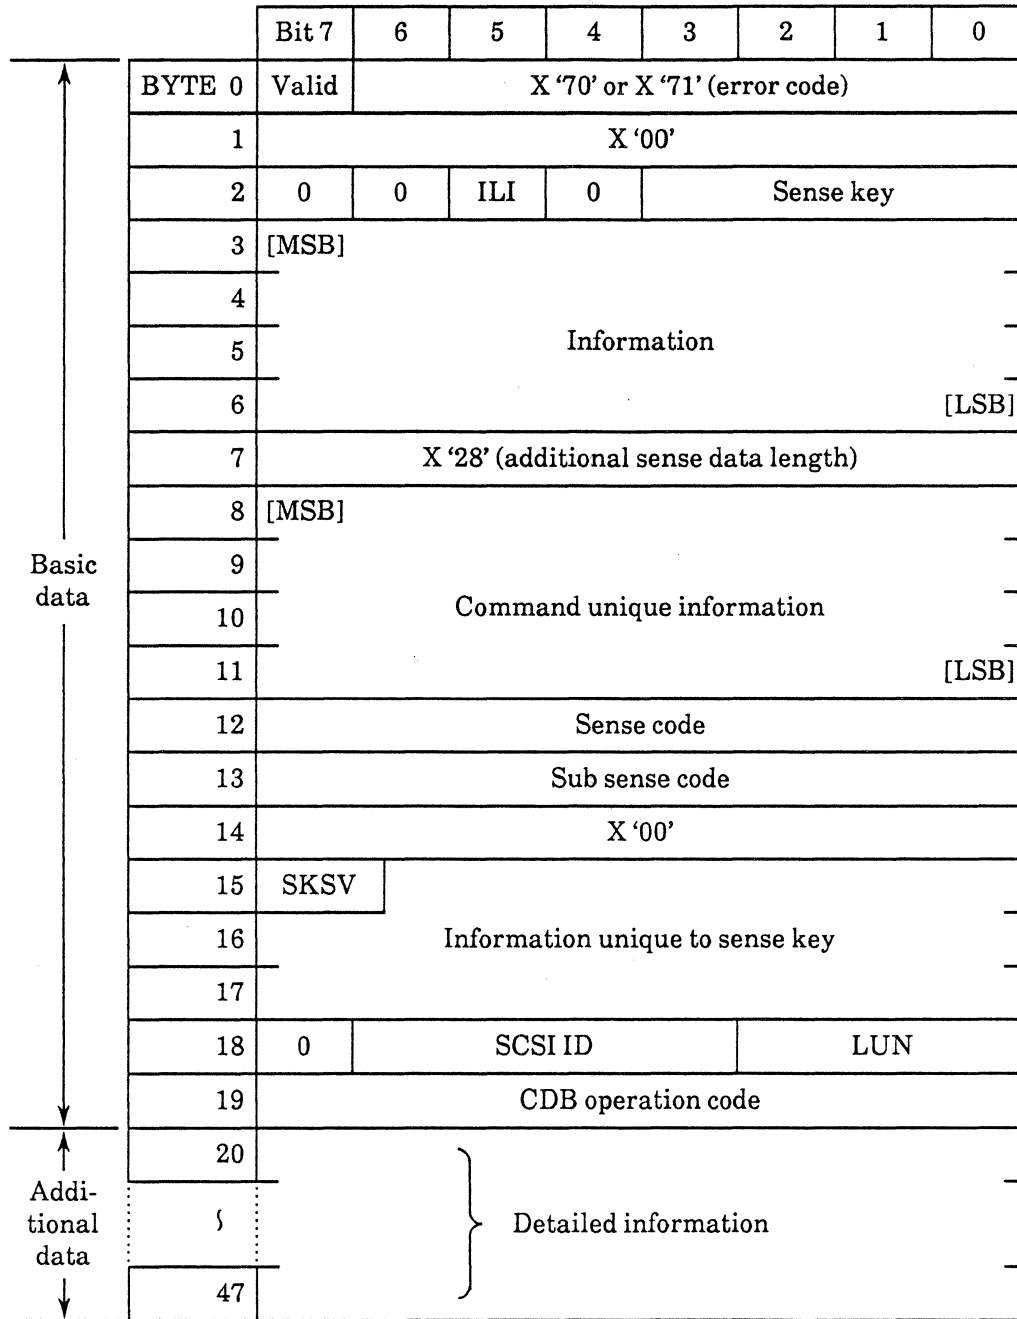 Bit 7 6 5 4 3 2 1 0
BYTE 0 Valid X ‘70’ or X ‘71’ (error code)
1 X ‘00’
2 0 0 ILI 0 Sense key
3 [MSB]
4
Information
5
6 [LSB]
7 X ‘28’ (additional sense data length)
8 [MSB]
Basic
data
9
Command unique information
10
11 [LSB]
12 Sense code
13 Sub sense code
14 X ‘00’
15 SKSV
16 Information unique to sense key
17
18 0 SCSI ID LUN
19 CDB operation code
20
Addi-
tional
data
Detailed information
47